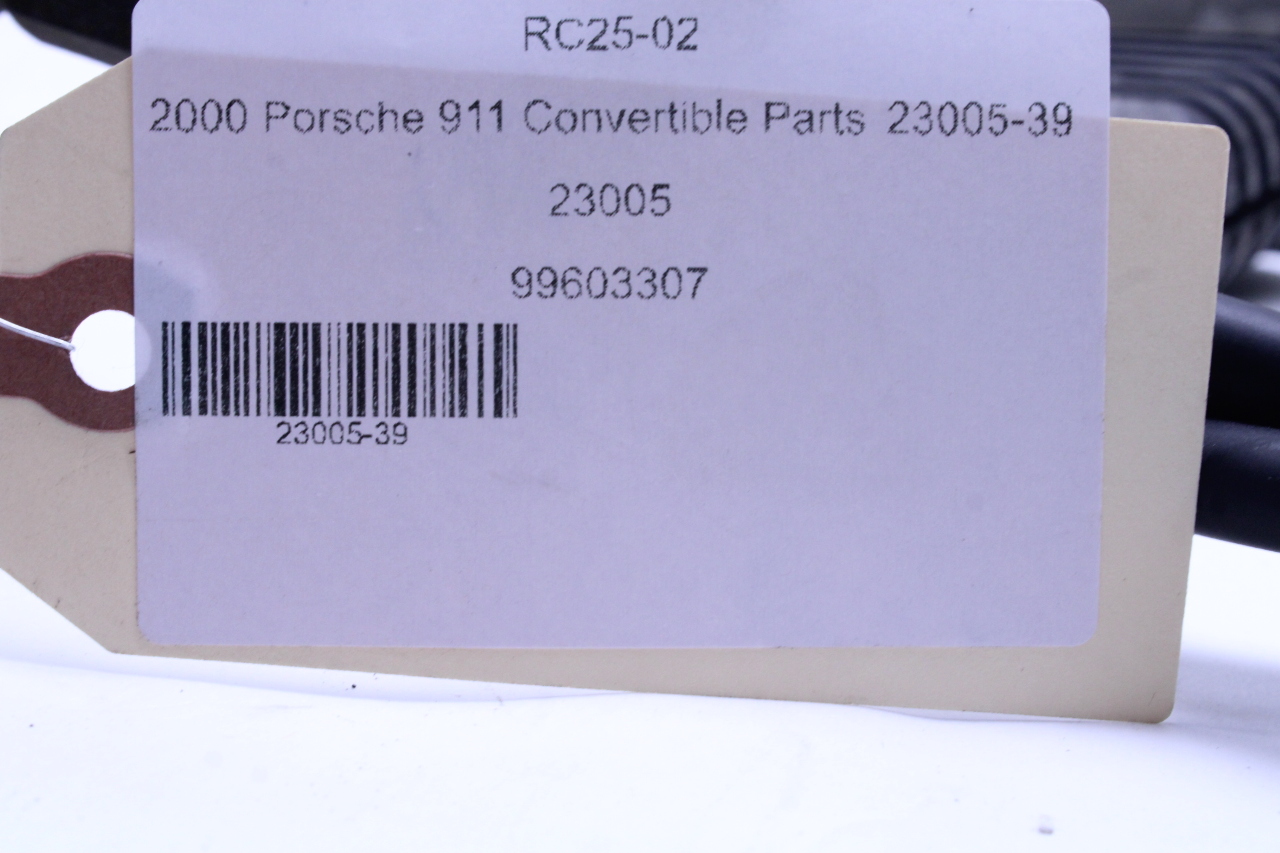 RC25-02
2000 Porsche 911 Convertible Parts 23005-39
23005
99603307
23005-39